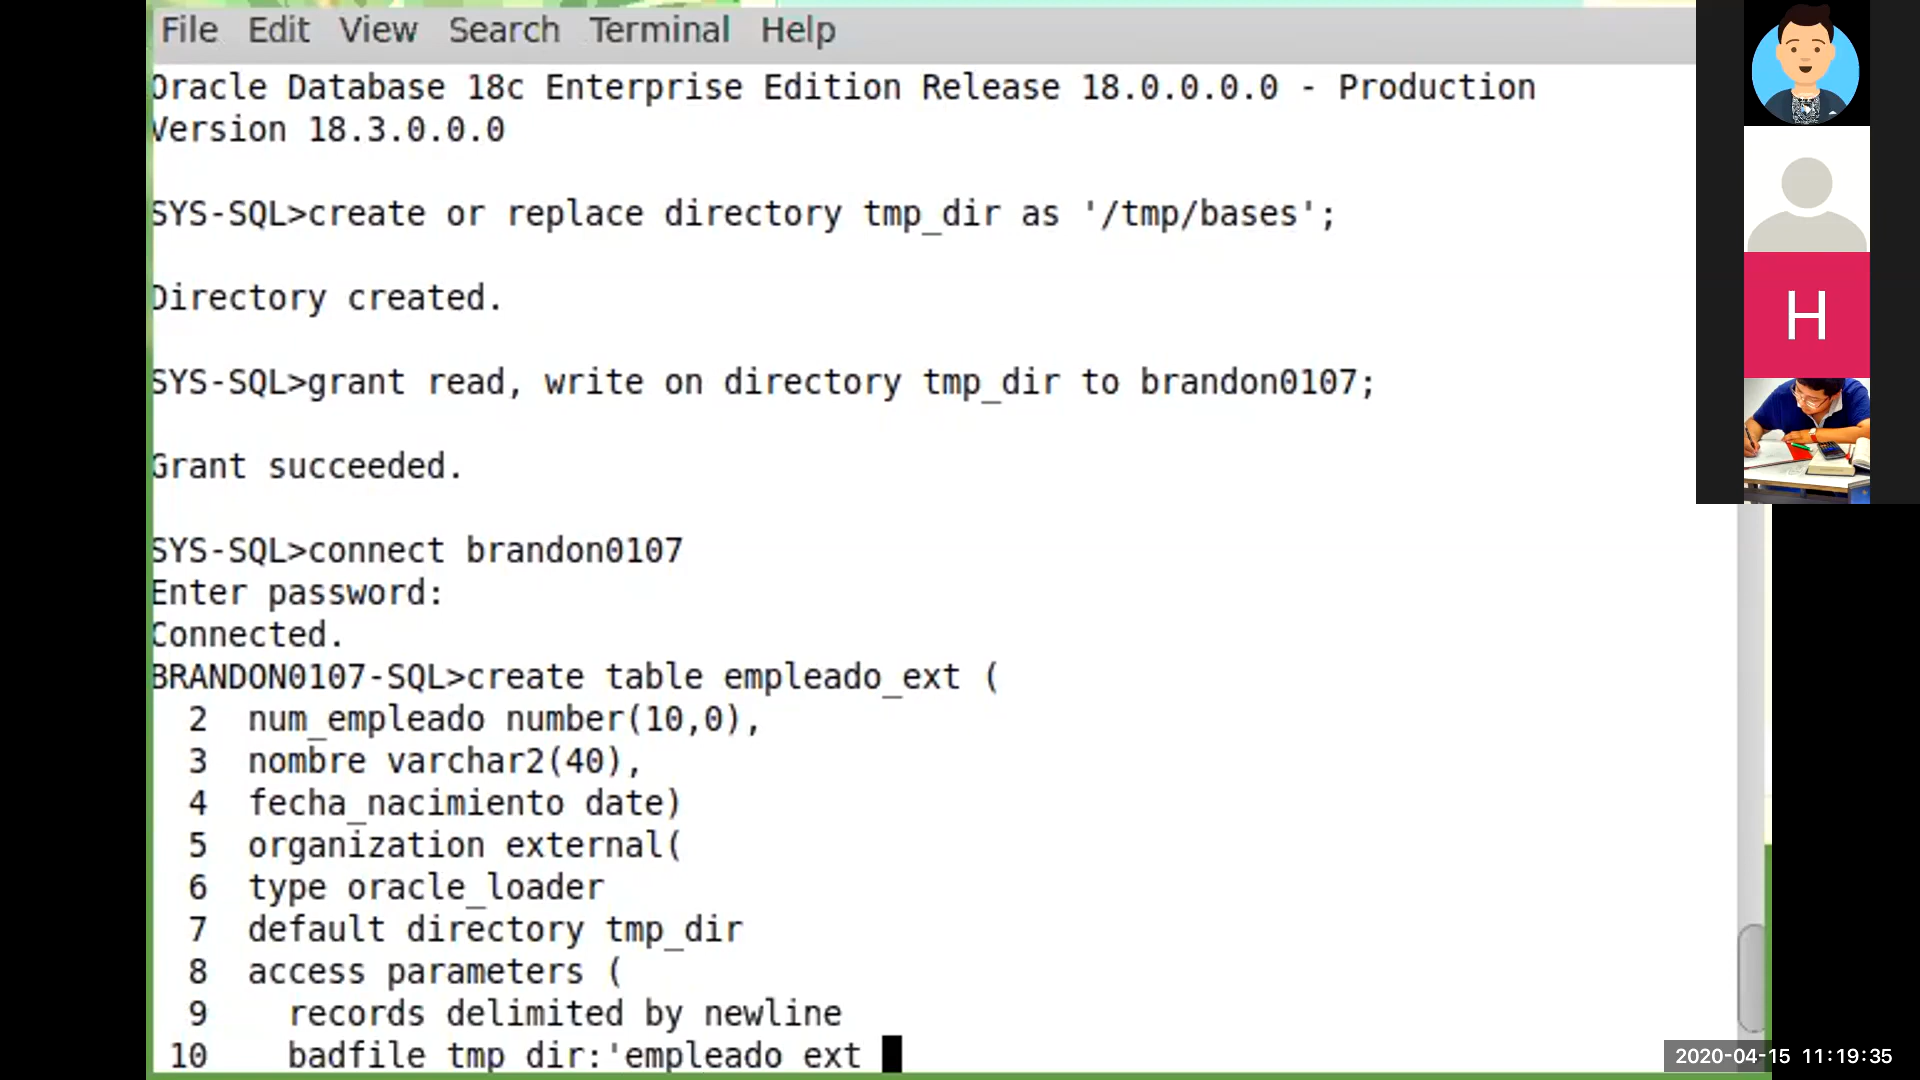 File Edit View Search Terminal Help
Oracle Database 18c Enterprise Edition Release 18.0.0.0.0 - Production
Version 18.3.0.0.0
SYS-SQL>create or replace directory tmp_dir as '/tmp/bases';
Directory created.
SYS-SQL>grant read, write on directory tmp_dir to brandon0107;
Grant succeeded.
SYS-SQL>connect brandon0107
Enter password:
Connected.
BRANDON0107-SQL>create table empleado_ext (
2 num_empleado number(10,0),
3 nombre varchar2(40),
4 fecha_nacimiento date)
5 organization external(
6 type oracle_loader
7 default directory tmp_dir
8 access parameters (
9 records delimited by newline
10 badfile tmp_dir:'empleado_ext_
H
2020-04-15 11:19:35